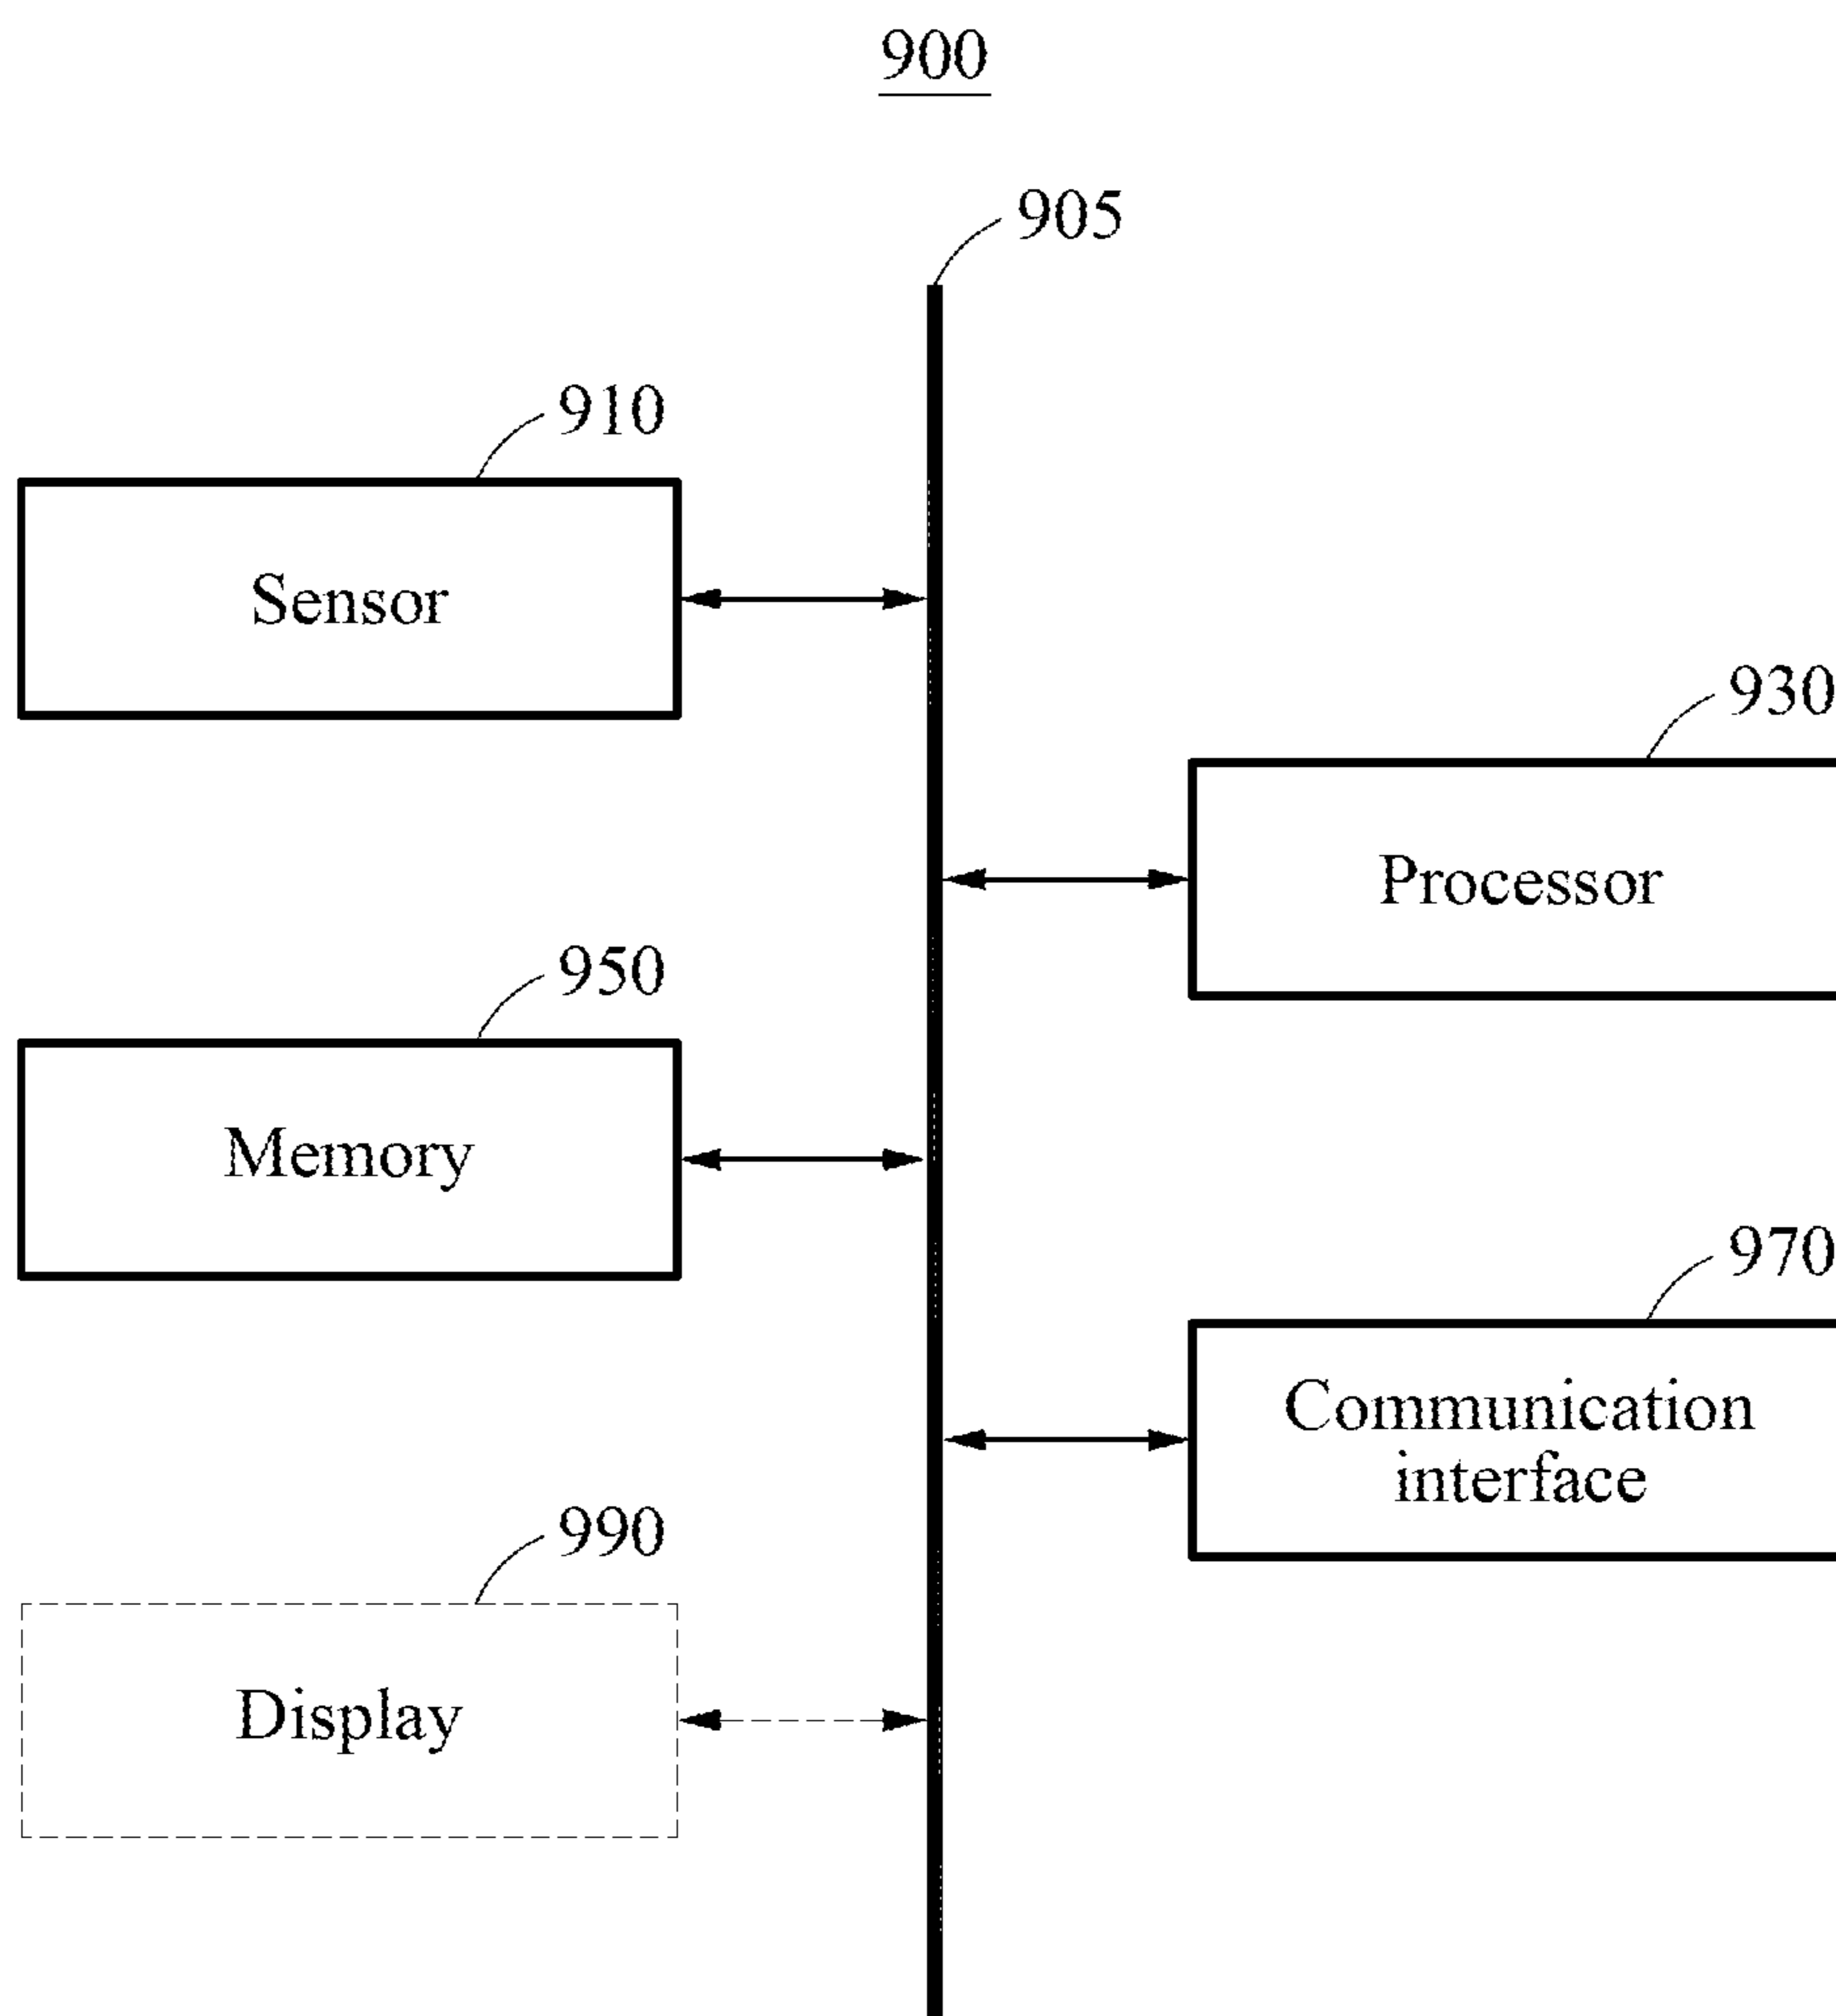 900
905
910
Sensor
930
Processor
950
Memory
970
Communication
interface
990
Display